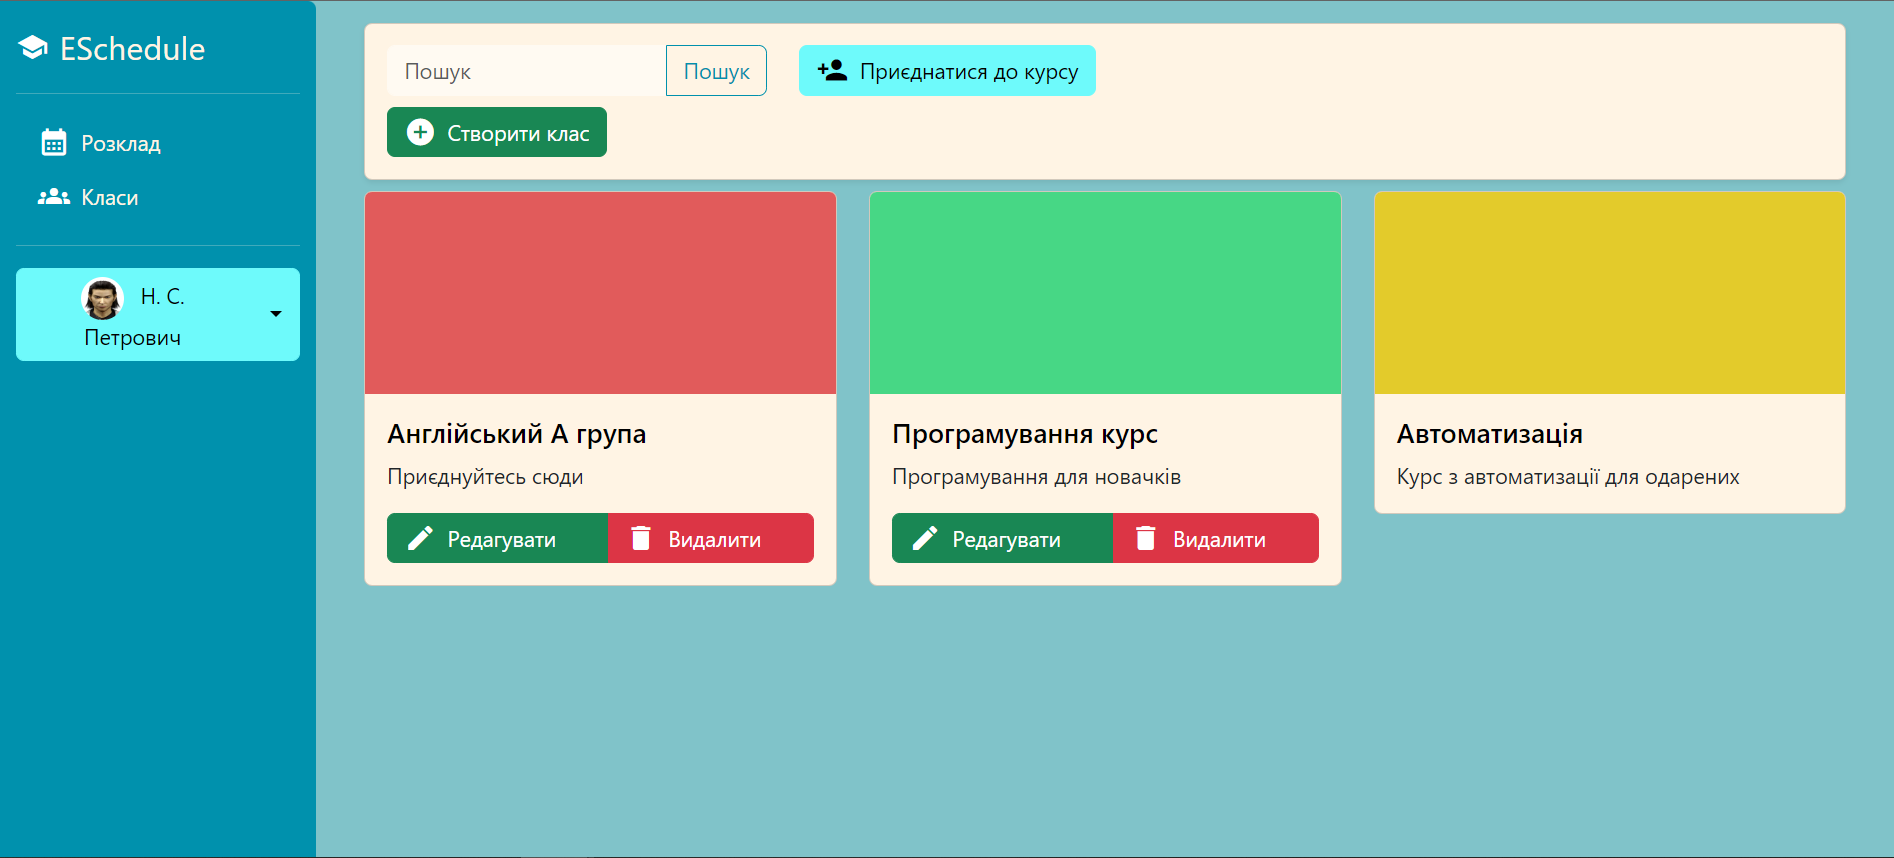 ESchedule
Розклад
Класи
Н. С.
Петрович
Пошук
Пошук
Приєднатися до курсу
Створити клас
Англійський А група
Приєднуйтесь сюди
Редагувати
Видалити
Програмування курс
Програмування для новачків
Редагувати
Видалити
Автоматизація
Курс з автоматизації для одарених